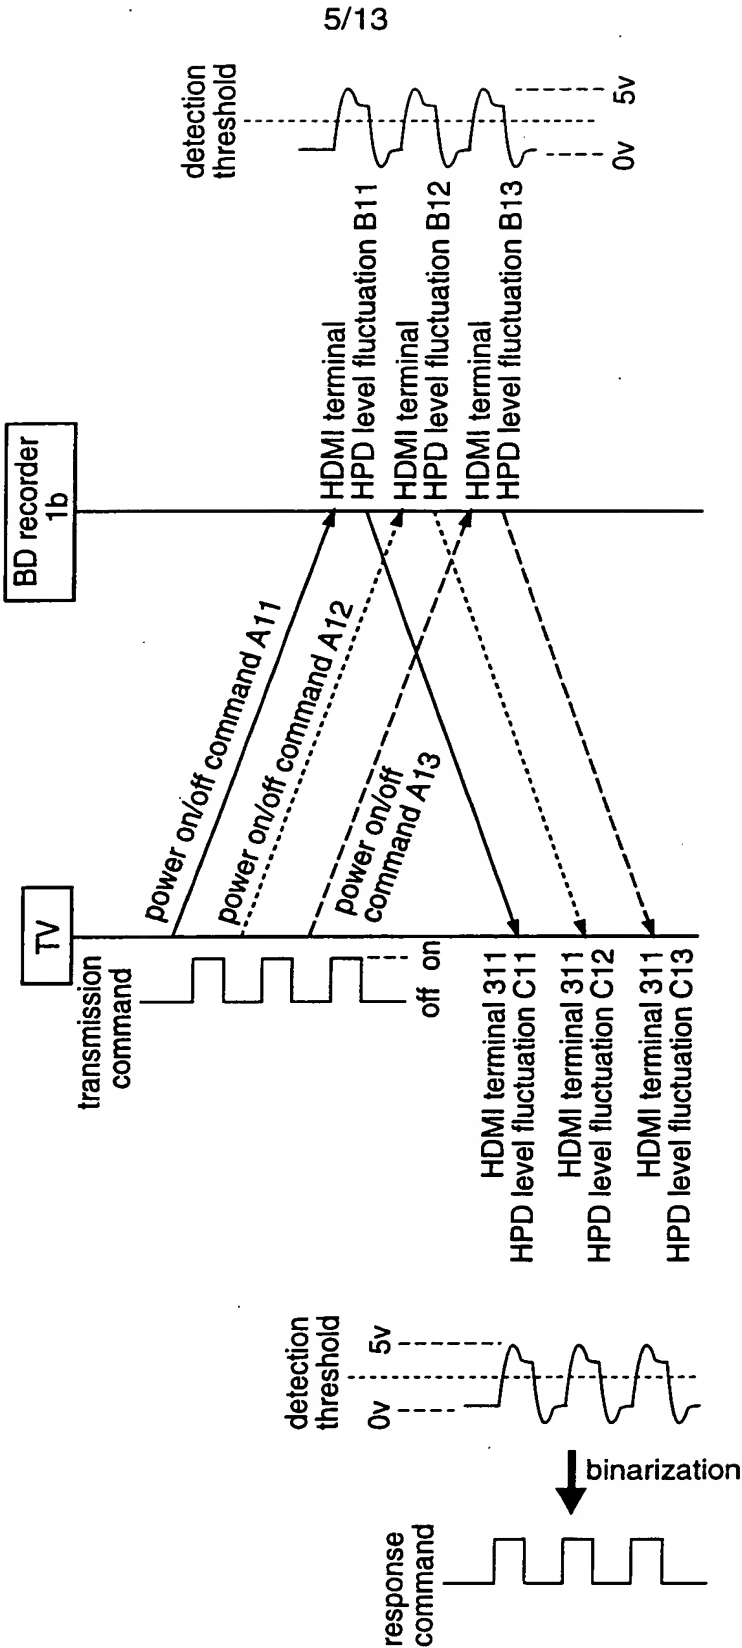 5/13
TV
BD recorder
1b
transmission
command
off on
power on/off command A11
power on/off command A12
power on/off
command A13
HDMI terminal
HPD level fluctuation B11
HDMI terminal
HPD level fluctuation B12
HDMI terminal
HPD level fluctuation B13
detection
threshold
0v
5v
HDMI terminal 311
HPD level fluctuation C11
HDMI terminal 311
HPD level fluctuation C12
HDMI terminal 311
HPD level fluctuation C13
detection
threshold
0v
5v
binarization
response
command